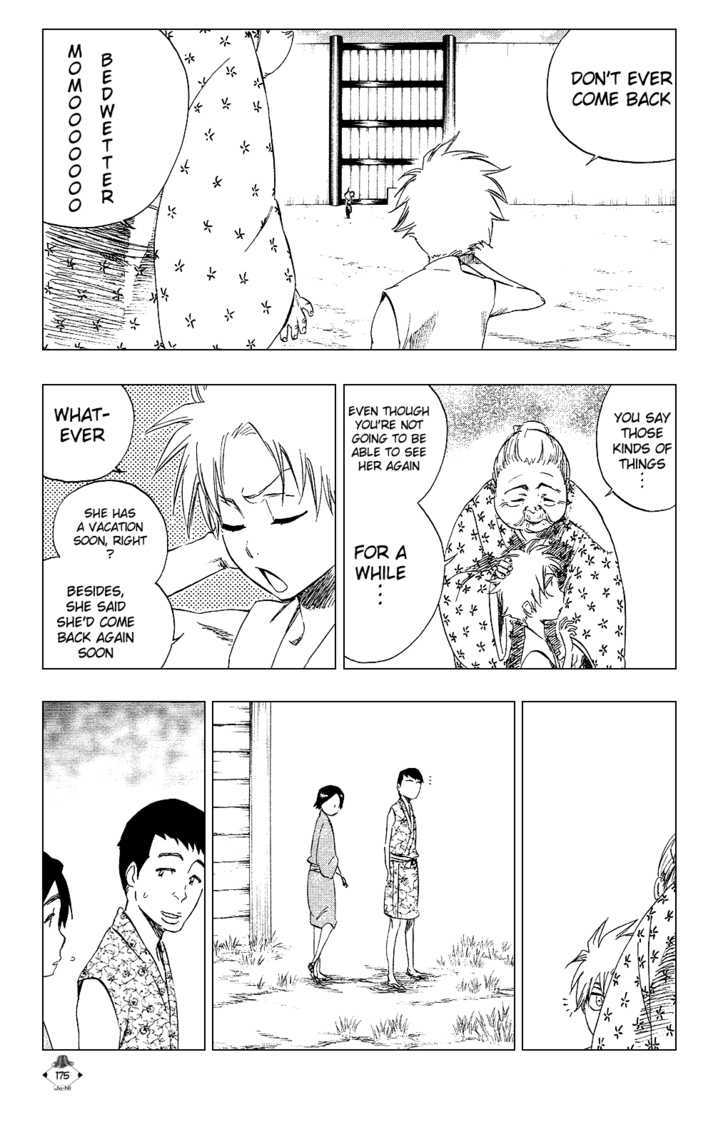 DON'T EVER
COME BACK
BEDWETTER
MOMOOOOOOO
YOU SAY
THOSE
KINDS OF
THINGS
...
EVEN THOUGH
YOU'RE NOT
GOING TO BE
ABLE TO SEE
HER AGAIN
FOR A
WHILE
...
WHAT-
EVER
SHE HAS
A VACATION
SOON, RIGHT
?
BESIDES,
SHE SAID
SHE'D COME
BACK AGAIN
SOON
...
175
Ju-Ni